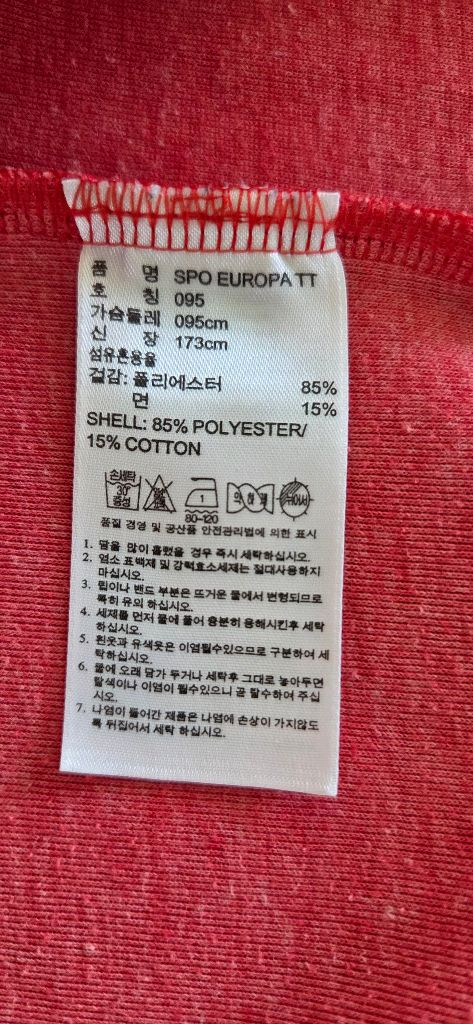 품 명 SPO EUROPA TT
호 칭 095
가슴둘레 095cm
신 장 173cm
섬유혼용율
겉감: 폴리에스터 85%
면 15%
SHELL: 85% POLYESTER/
15% COTTON
손세탁
30°
중성
1
80-120
약하게
품질 경영 및 공산품 안전관리법에 의한 표시
1. 땀을 많이 흘렸을 경우 즉시 세탁하십시오.
2. 염소 표백제 및 강력효소세제는 절대사용하지
마십시오.
3. 립이나 밴드 부분은 뜨거운 물에서 변형되므로
특히 유의 하십시오.
4. 세제를 먼저 물에 풀어 충분히 용해시킨후 세탁
하십시오.
5. 흰옷과 유색옷은 이염될수있으므로 구분하여 세
탁하십시오.
6. 물에 오래 담가 두거나 세탁후 그대로 놓아두면
탈색이나 이염이 될수있으니 곧 탈수하여 주십
시오.
7. 나염이 들어간 제품은 나염에 손상이 가지않도
록 뒤집어서 세탁 하십시오.